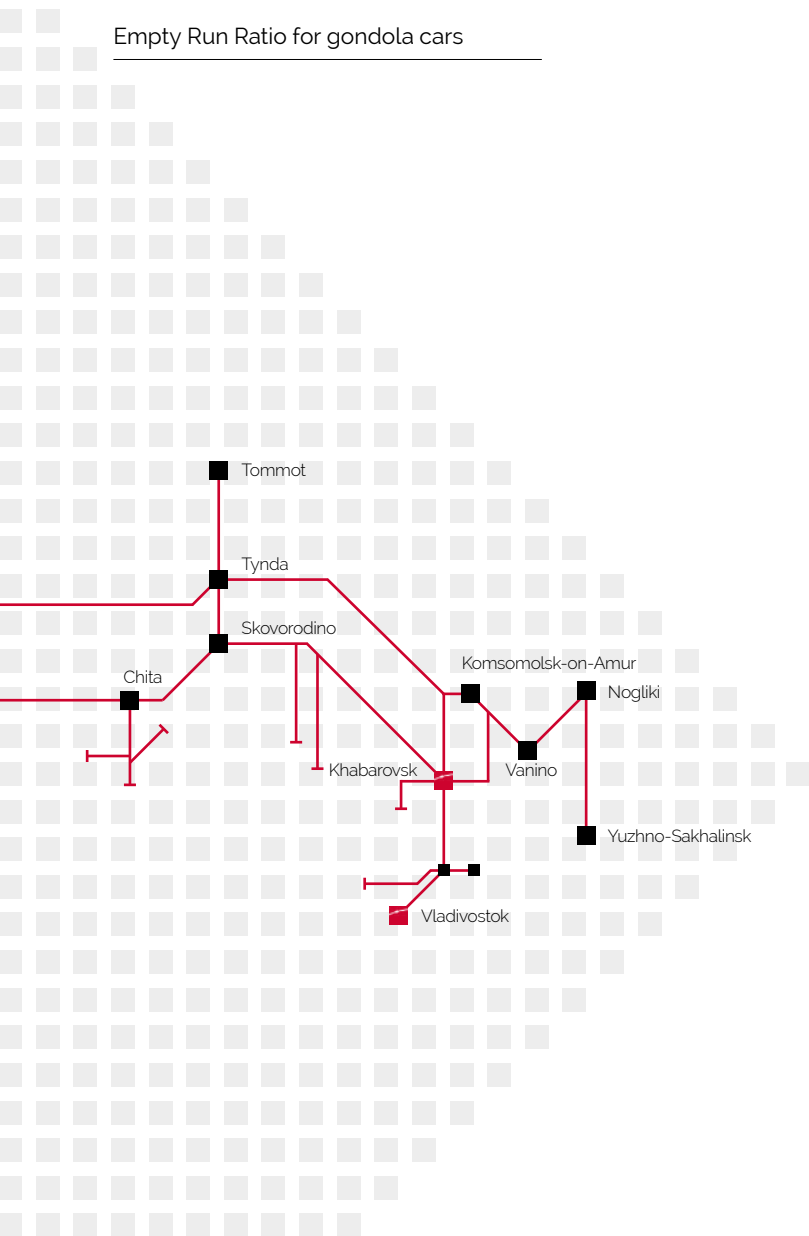 Empty Run Ratio for gondola cars
Tommot
Tynda
Skovorodino
Komsomolsk-on-Amur
Chita
Nogliki
Khabarovsk
Vanino
Yuzhno-Sakhalinsk
Vladivostok